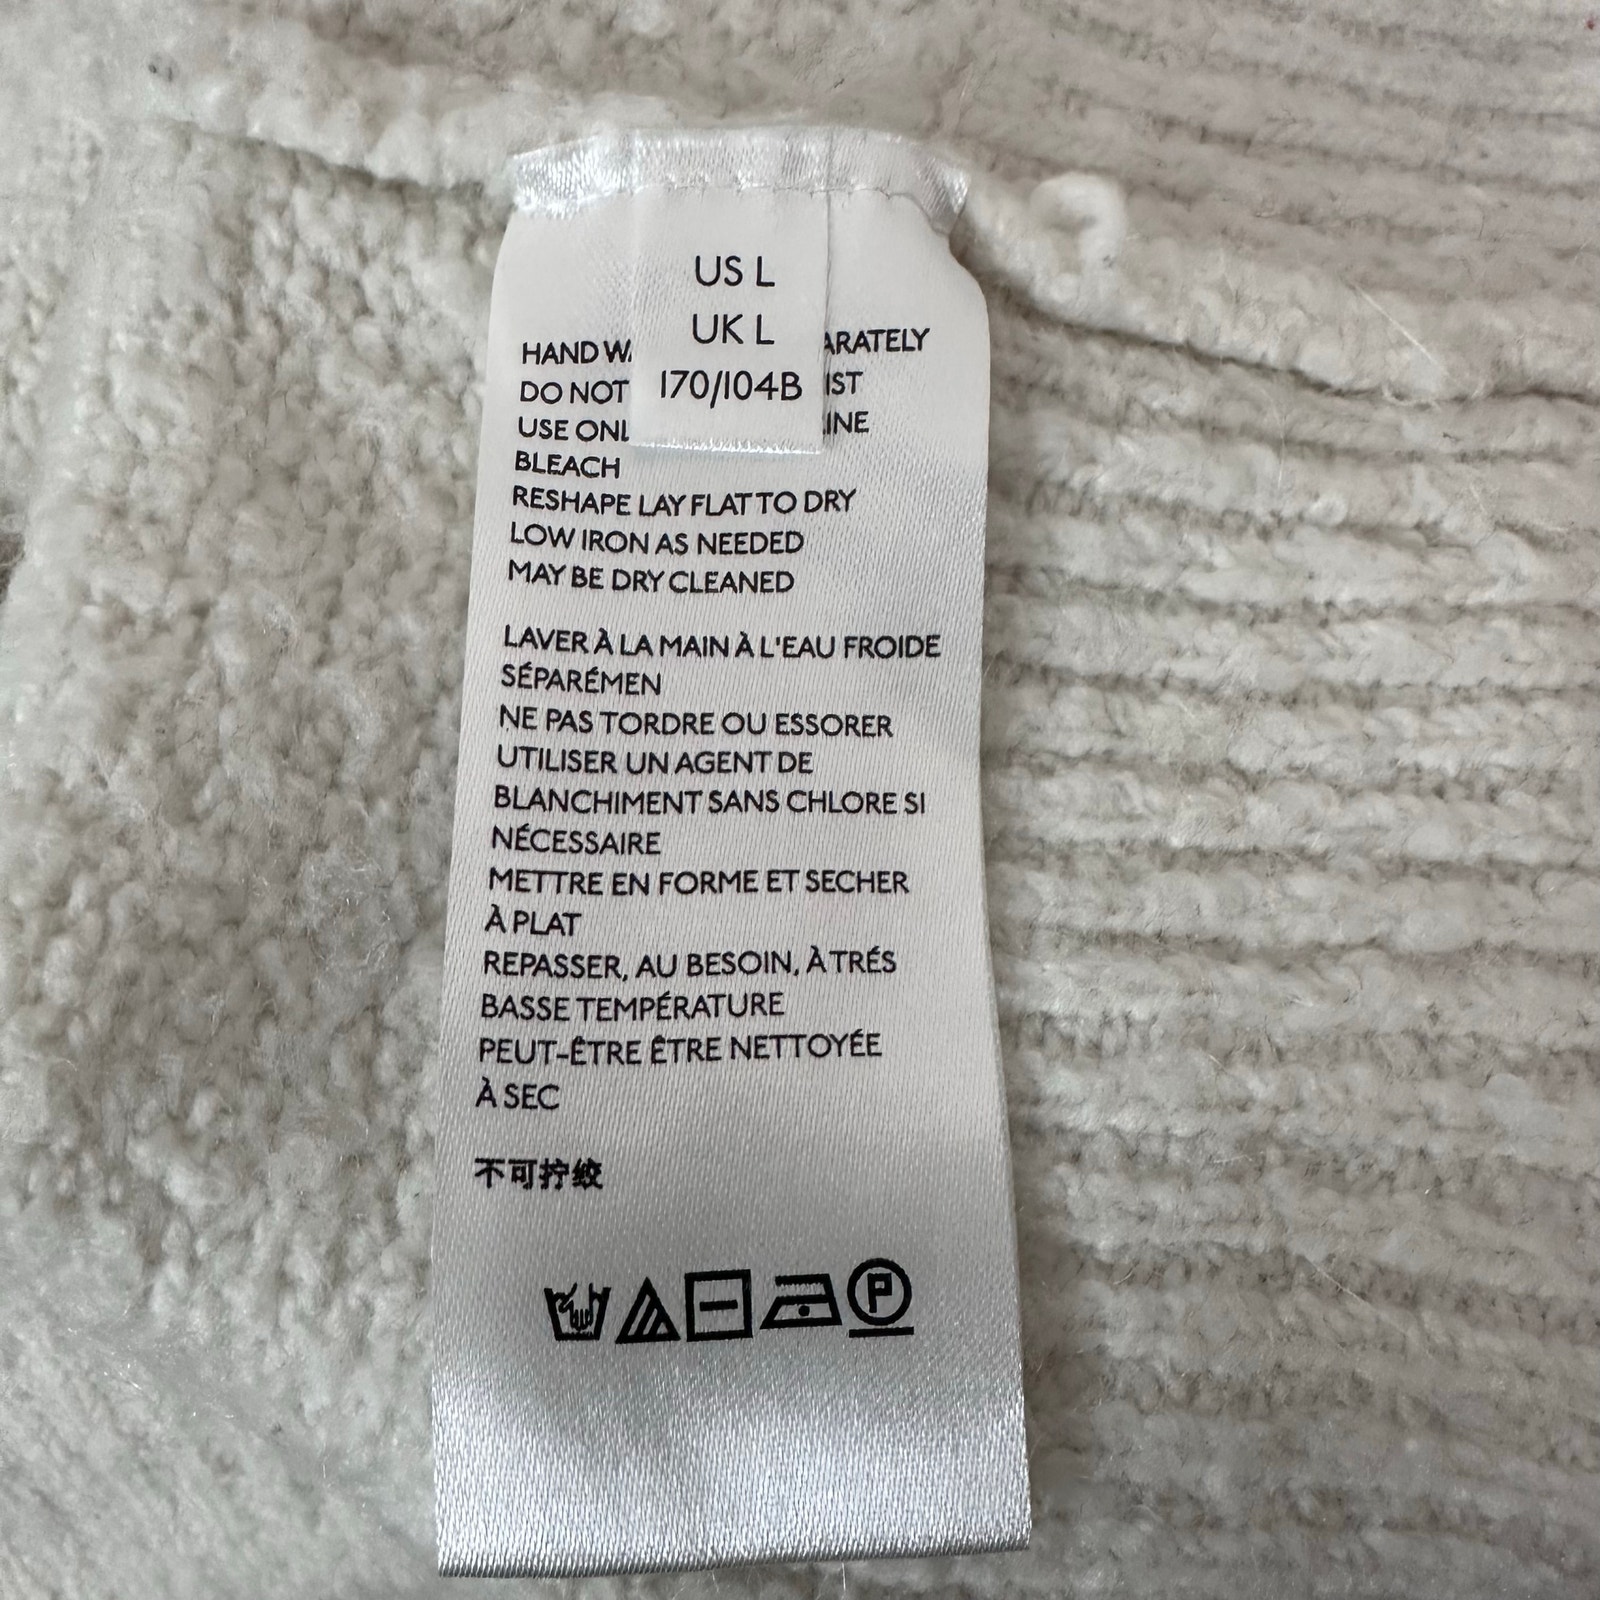 US L
UK L
170/104B
HAND WA ARATELY
DO NOT IST
USE ONL INE
BLEACH
RESHAPE LAY FLAT TO DRY
LOW IRON AS NEEDED
MAY BE DRY CLEANED
LAVER À LA MAIN À L'EAU FROIDE
SÉPARÉMEN
NE PAS TORDRE OU ESSORER
UTILISER UN AGENT DE
BLANCHIMENT SANS CHLORE SI
NÉCESSAIRE
METTRE EN FORME ET SECHER
À PLAT
REPASSER, AU BESOIN, À TRÉS
BASSE TEMPÉRATURE
PEUT-ÊTRE ÊTRE NETTOYÉE
À SEC
不可拧绞
P